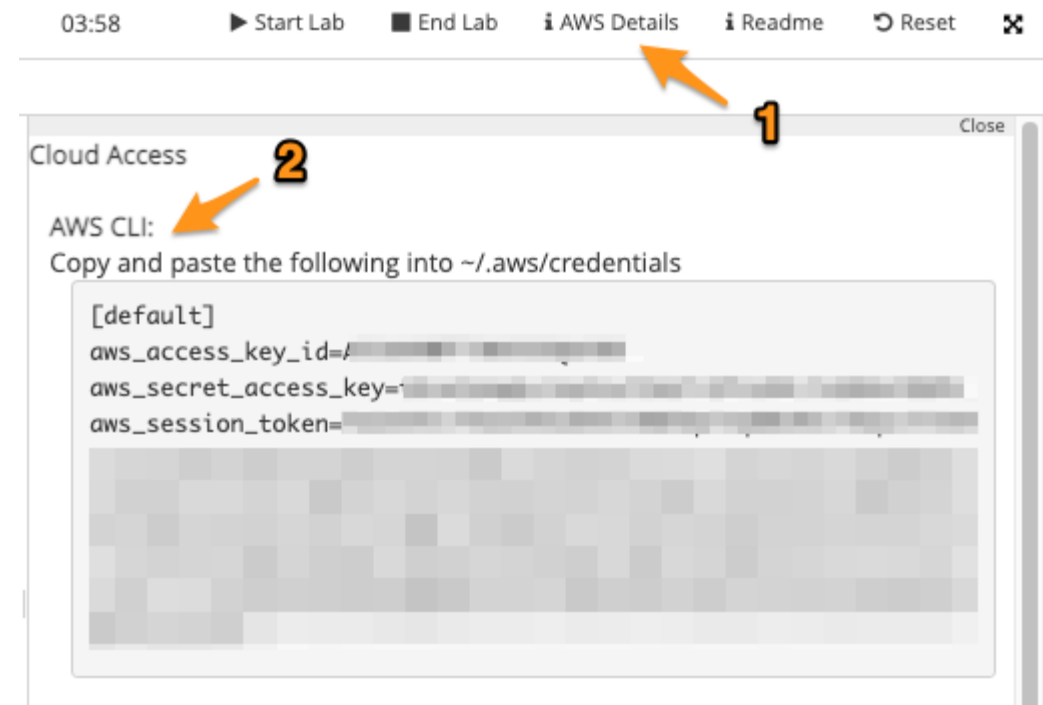 03:58 Start Lab End Lab AWS Details Readme Reset
1
Close
Cloud Access
2
AWS CLI:
Copy and paste the following into ~/.aws/credentials
[default]
aws_access_key_id=
aws_secret_access_key=
aws_session_token=